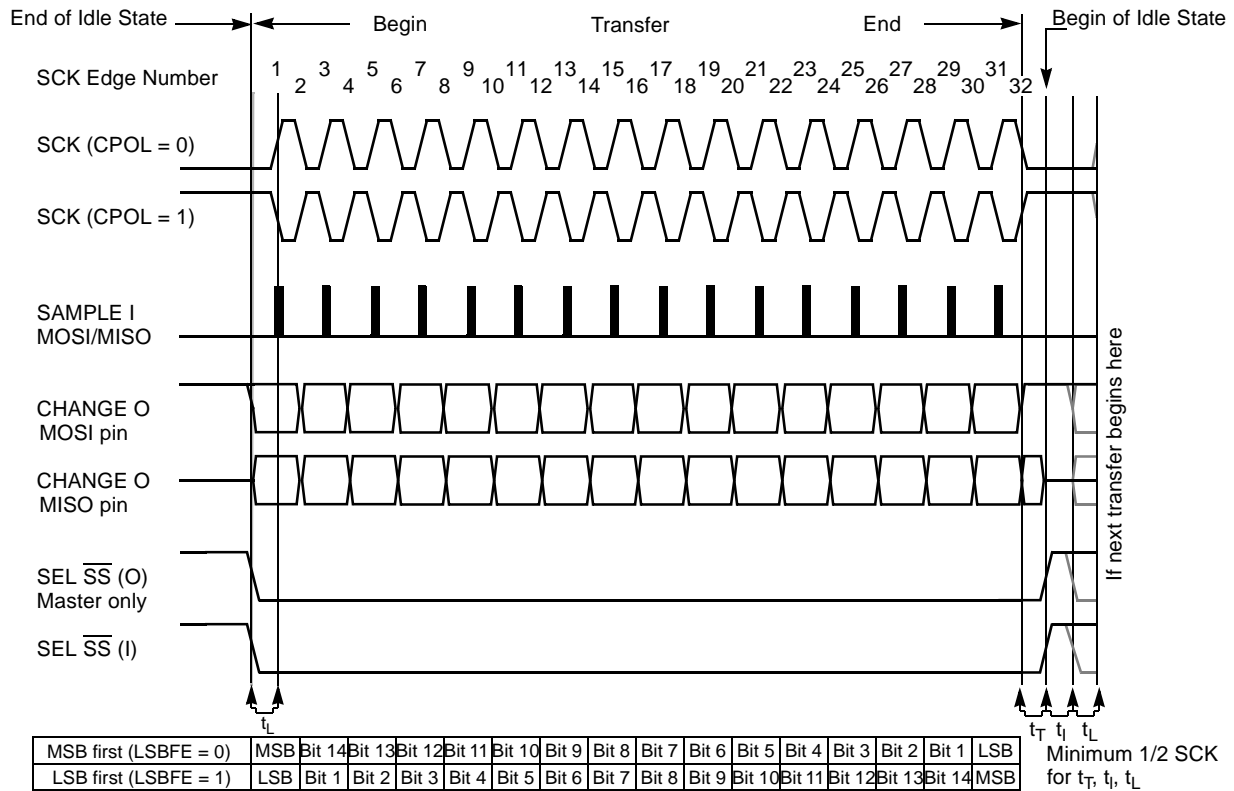 End of Idle State Begin Transfer End Begin of Idle State
SCK Edge Number 1 3 5 7 9 11 13 15 17 19 21 23 25 27 29 31
2 4 6 8 10 12 14 16 18 20 22 24 26 28 30 32
SCK (CPOL = 0)
SCK (CPOL = 1)
SAMPLE I
MOSI/MISO
CHANGE O
MOSI pin
CHANGE O
MISO pin
SEL SS (O)
Master only
SEL SS (I)
If next transfer begins here
tL tT tI tL
MSB first (LSBFE = 0) MSB Bit 14 Bit 13 Bit 12 Bit 11 Bit 10 Bit 9 Bit 8 Bit 7 Bit 6 Bit 5 Bit 4 Bit 3 Bit 2 Bit 1 LSB
LSB first (LSBFE = 1) LSB Bit 1 Bit 2 Bit 3 Bit 4 Bit 5 Bit 6 Bit 7 Bit 8 Bit 9 Bit 10 Bit 11 Bit 12 Bit 13 Bit 14 MSB
Minimum 1/2 SCK
for tT, tI, tL